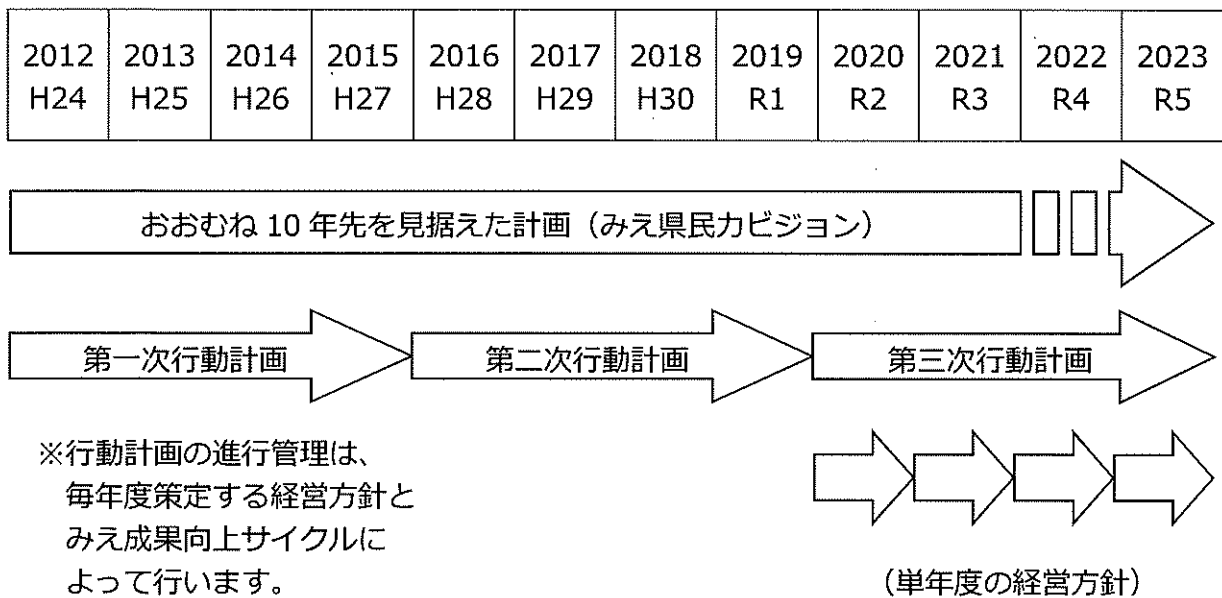 2012 2013 2014 2015 2016 2017 2018 2019 2020 2021 2022 2023
H24 H25 H26 H27 H28 H29 H30 R1 R2 R3 R4 R5
おおむね 10 年先を見据えた計画（みえ県民力ビジョン）
第一次行動計画 第二次行動計画 第三次行動計画
※行動計画の進行管理は、
毎年度策定する経営方針と
みえ成果向上サイクルに
よって行います。
（単年度の経営方針）